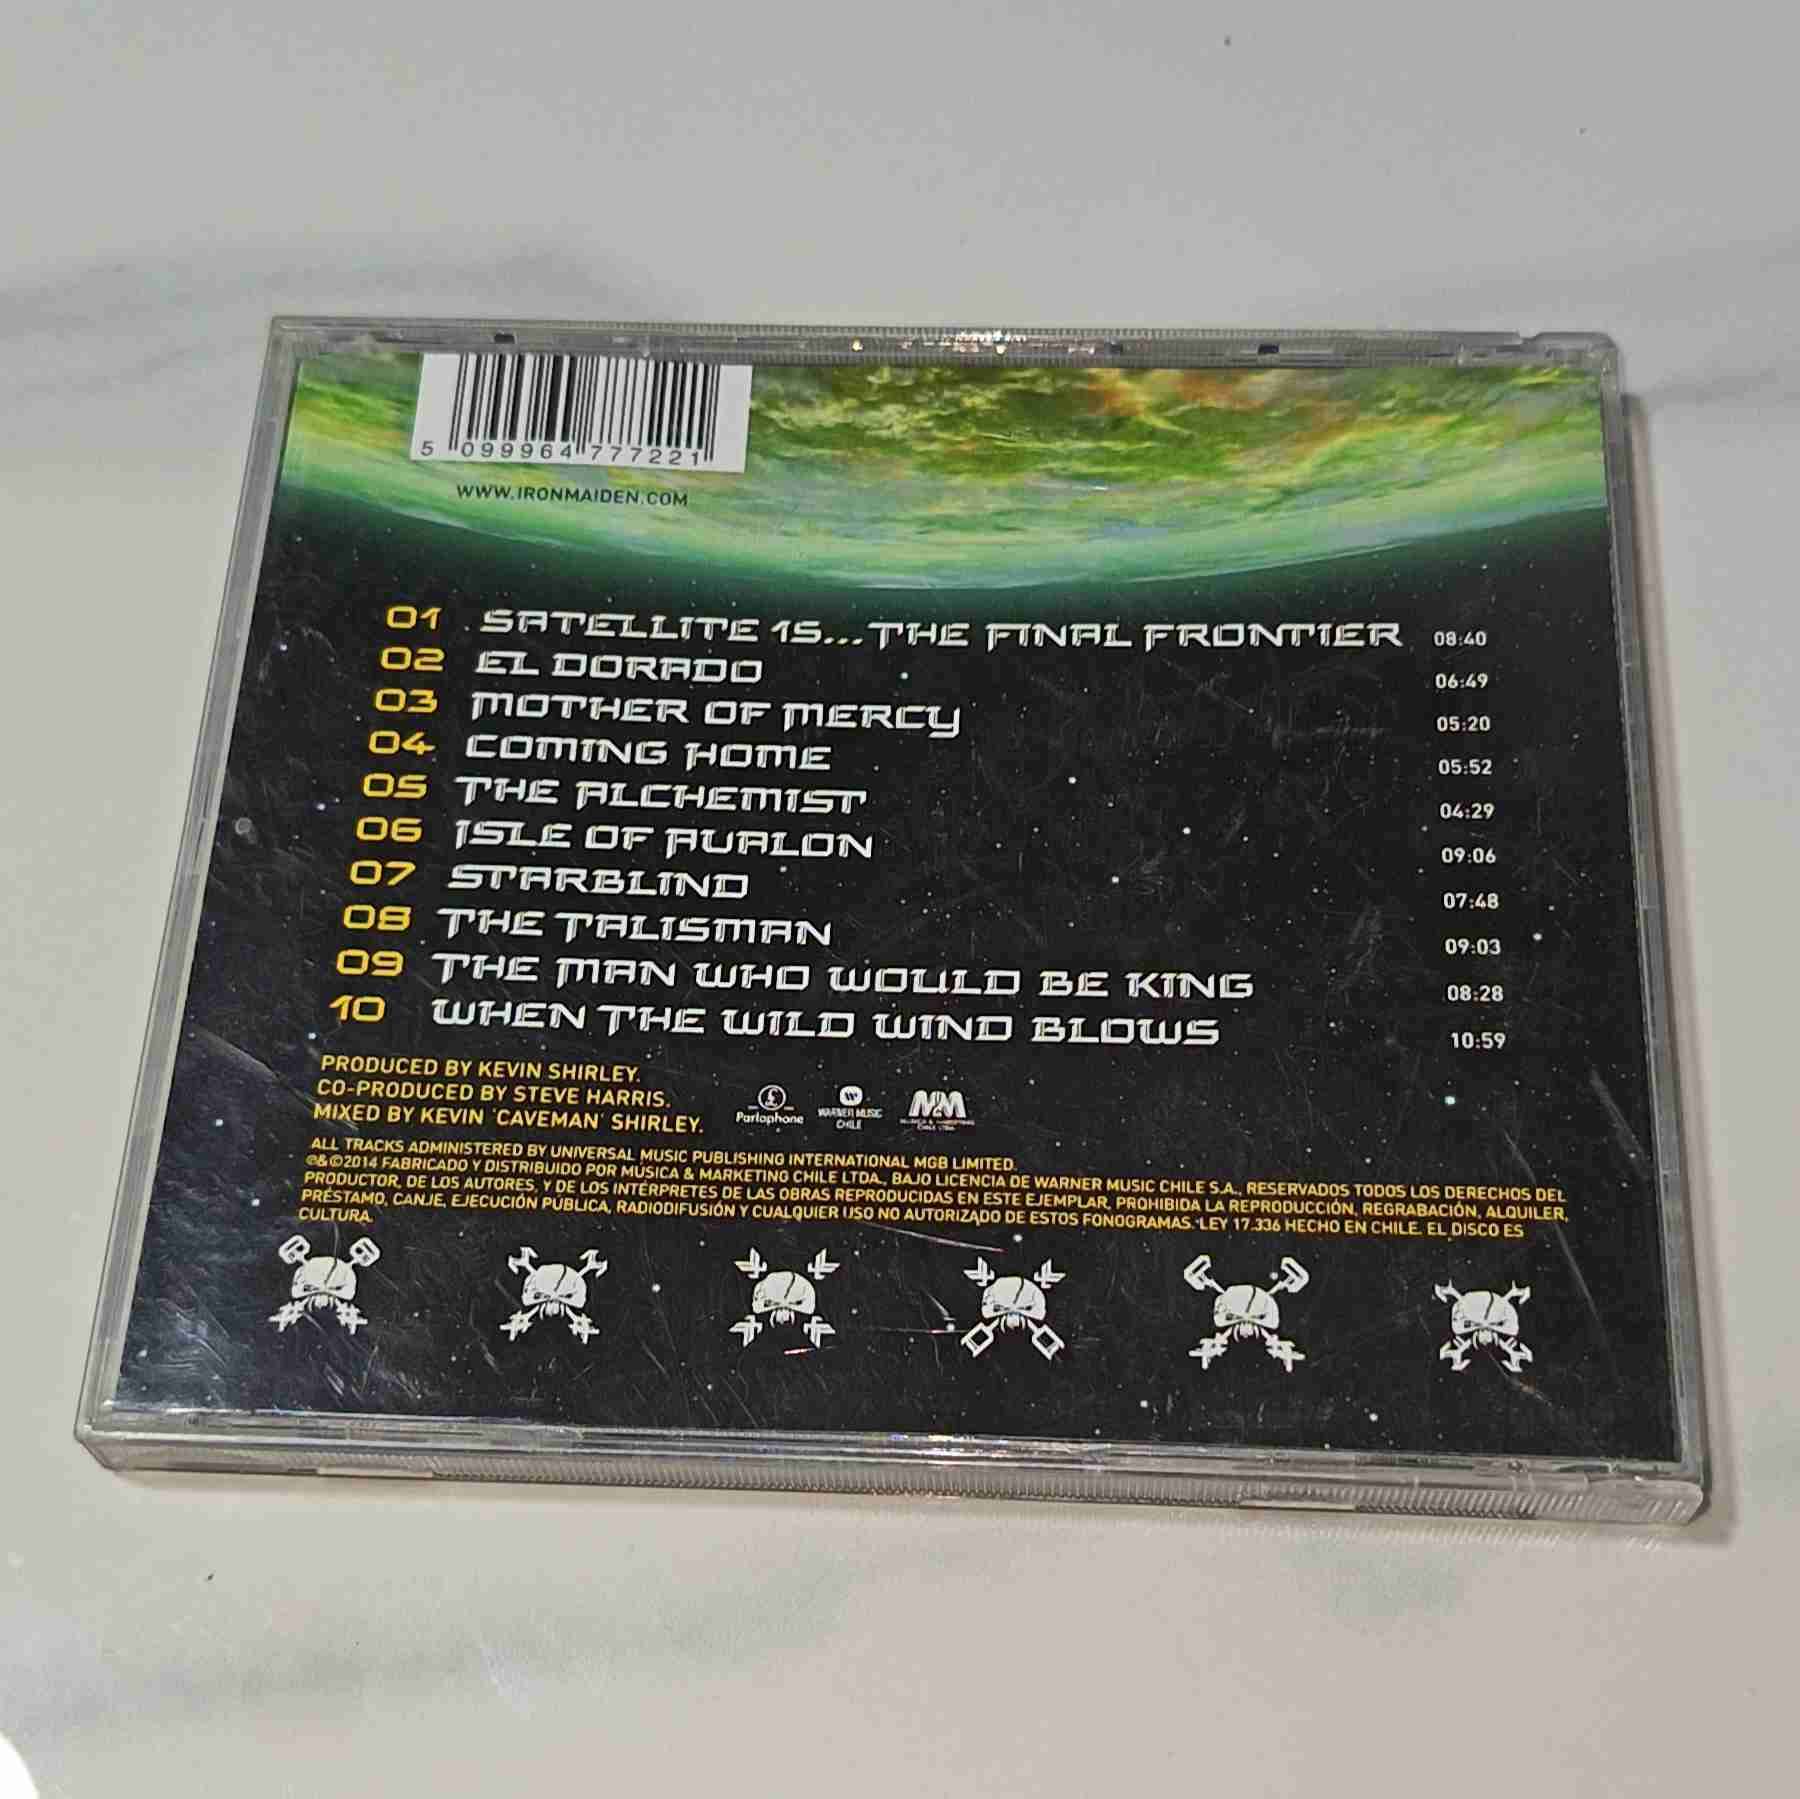 5 099964 777221
WWW.IRONMAIDEN.COM
01 SATELLITE 15...THE FINAL FRONTIER 08:40
02 EL DORADO 06:49
03 MOTHER OF MERCY 05:20
04 COMING HOME 05:52
05 THE ALCHEMIST 04:29
06 ISLE OF AVALON 09:06
07 STARBLIND 07:48
08 THE TALISMAN 09:03
09 THE MAN WHO WOULD BE KING 08:28
10 WHEN THE WILD WIND BLOWS 10:59
PRODUCED BY KEVIN SHIRLEY.
CO-PRODUCED BY STEVE HARRIS.
MIXED BY KEVIN 'CAVEMAN' SHIRLEY.
£
Parlophone
WARNER MUSIC
CHILE
M&M
MUSICA & MARKETING
CHILE LTDA.
ALL TRACKS ADMINISTERED BY UNIVERSAL MUSIC PUBLISHING INTERNATIONAL MGB LIMITED.
℗&©2014 FABRICADO Y DISTRIBUIDO POR MÚSICA & MARKETING CHILE LTDA., BAJO LICENCIA DE WARNER MUSIC CHILE S.A., RESERVADOS TODOS LOS DERECHOS DEL
PRODUCTOR, DE LOS AUTORES, Y DE LOS INTÉRPRETES DE LAS OBRAS REPRODUCIDAS EN ESTE EJEMPLAR, PROHIBIDA LA REPRODUCCIÓN, REGRABACIÓN, ALQUILER,
PRÉSTAMO, CANJE, EJECUCIÓN PÚBLICA, RADIODIFUSIÓN Y CUALQUIER USO NO AUTORIZADO DE ESTOS FONOGRAMAS. LEY 17.336 HECHO EN CHILE. EL DISCO ES
CULTURA.